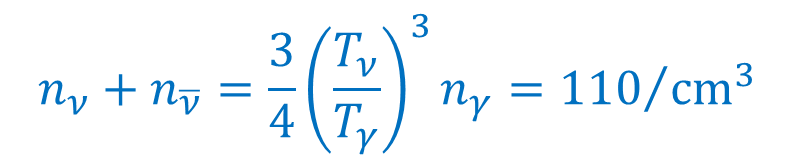 n_ν + n_ν̅ = 3/4 (T_ν/T_γ)^3 n_γ = 110/cm^3